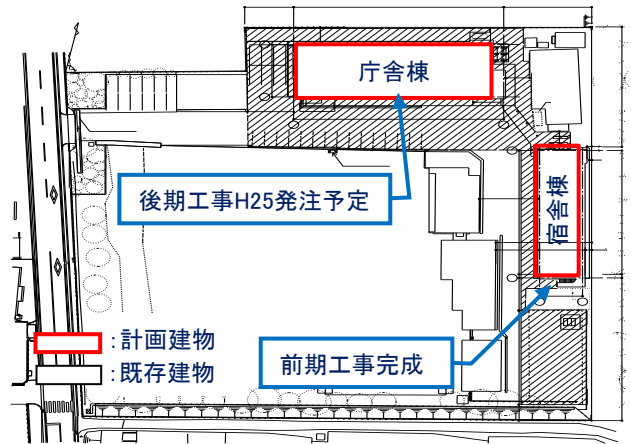 庁舎棟
後期工事H25発注予定
宿舎棟
:計画建物
:既存建物
前期工事完成